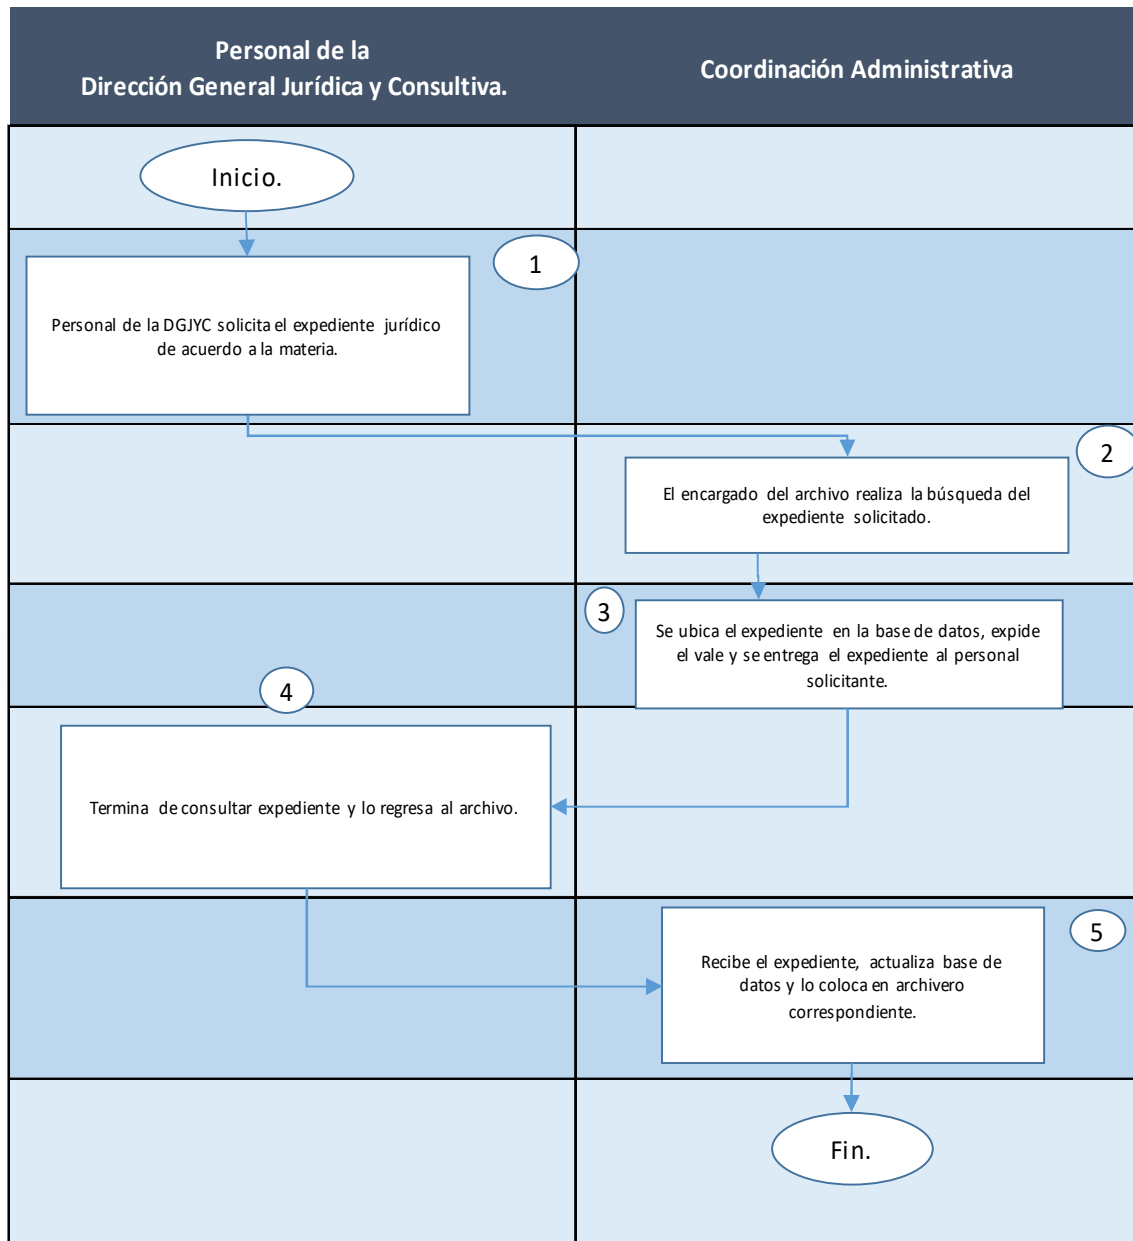 Personal de la
Dirección General Jurídica y Consultiva.
Coordinación Administrativa
Inicio.
1
Personal de la DGJYC solicita el expediente jurídico
de acuerdo a la materia.
2
El encargado del archivo realiza la búsqueda del
expediente solicitado.
3
Se ubica el expediente en la base de datos, expide
el vale y se entrega el expediente al personal
solicitante.
4
Termina de consultar expediente y lo regresa al archivo.
5
Recibe el expediente, actualiza base de
datos y lo coloca en archivero
correspondiente.
Fin.